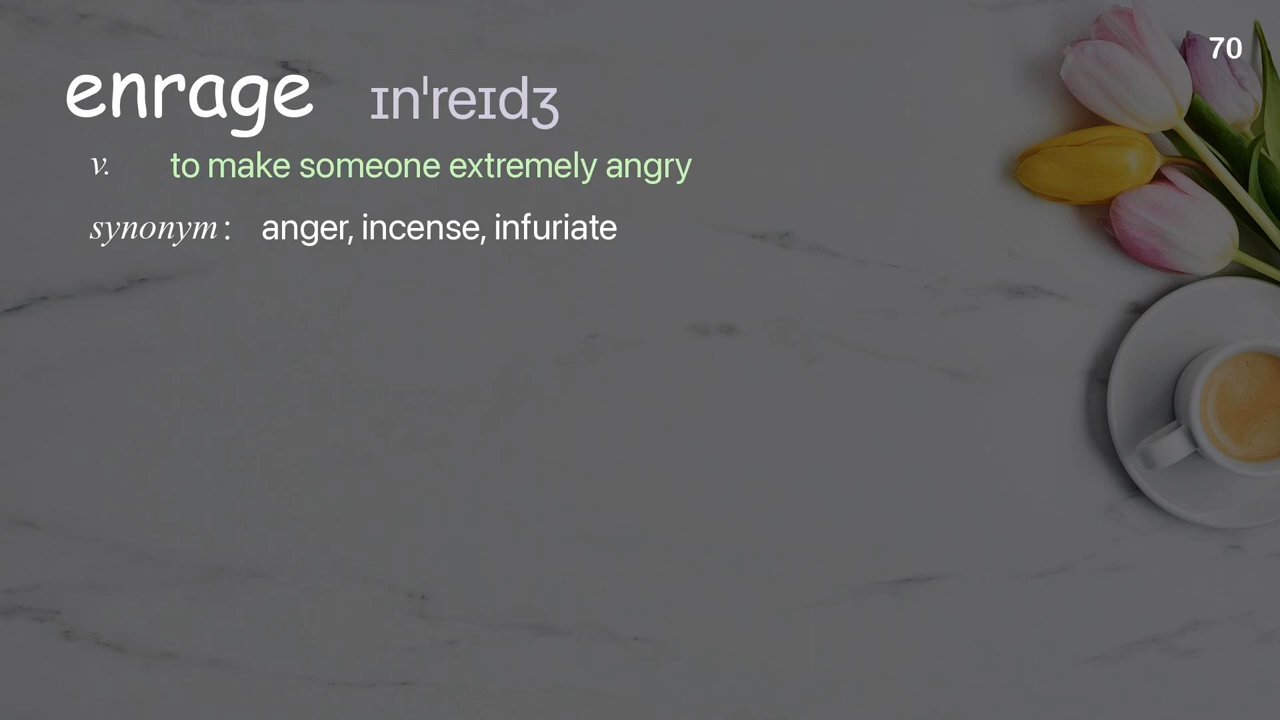 70
enrage ɪnˈreɪdʒ
v. to make someone extremely angry
synonym : anger, incense, infuriate